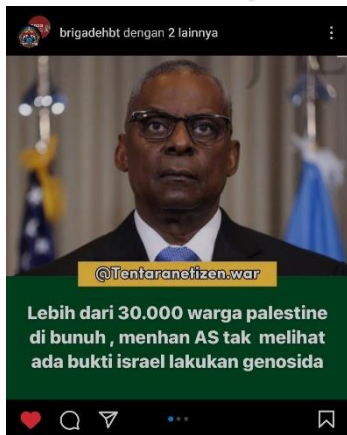 brigadehbt dengan 2 lainnya
@Tentaranetizen.war
Lebih dari 30.000 warga palestine
di bunuh , menhan AS tak melihat
ada bukti israel lakukan genosida